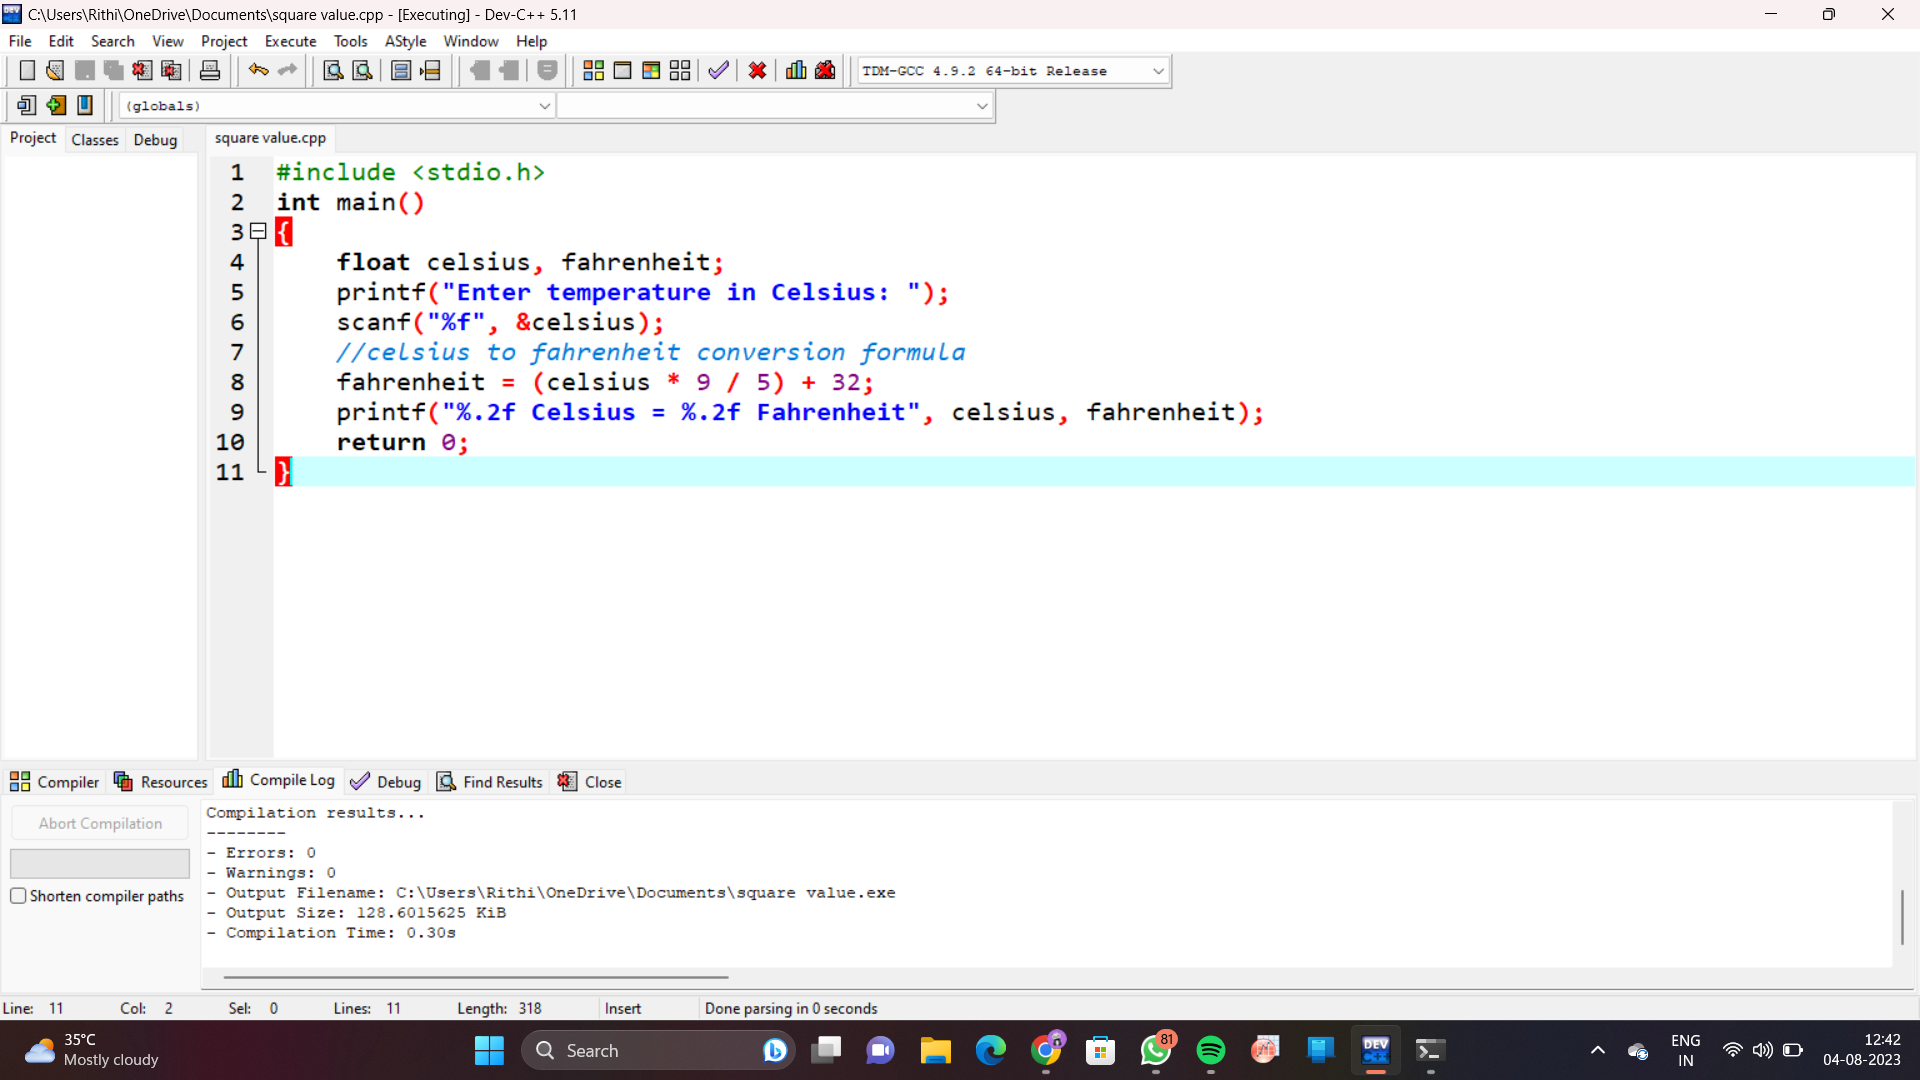 C:\Users\Rithi\OneDrive\Documents\square value.cpp - [Executing] - Dev-C++ 5.11
File Edit Search View Project Execute Tools AStyle Window Help
TDM-GCC 4.9.2 64-bit Release
(globals)
Project Classes Debug
square value.cpp
1 #include <stdio.h>
2 int main()
3 {
4     float celsius, fahrenheit;
5     printf("Enter temperature in Celsius: ");
6     scanf("%f", &celsius);
7     //celsius to fahrenheit conversion formula
8     fahrenheit = (celsius * 9 / 5) + 32;
9     printf("%.2f Celsius = %.2f Fahrenheit", celsius, fahrenheit);
10     return 0;
11 }
Compiler Resources Compile Log Debug Find Results Close
Abort Compilation
Shorten compiler paths
Compilation results...
--------
- Errors: 0
- Warnings: 0
- Output Filename: C:\Users\Rithi\OneDrive\Documents\square value.exe
- Output Size: 128.6015625 KiB
- Compilation Time: 0.30s
Line: 11 Col: 2 Sel: 0 Lines: 11 Length: 318 Insert Done parsing in 0 seconds
35°C
Mostly cloudy
Search
81
DEV
C++
ENG
IN
12:42
04-08-2023